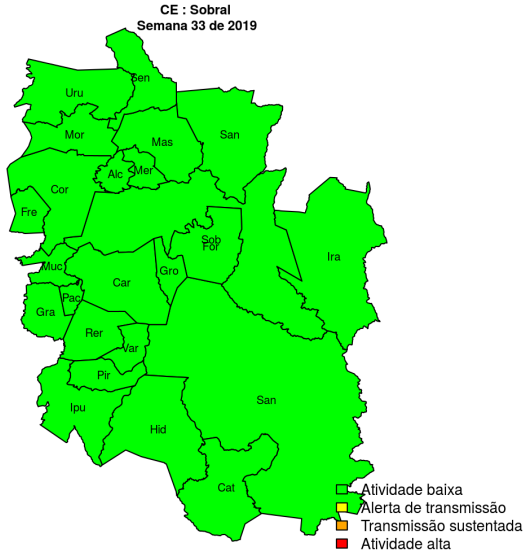 CE : Sobral
Semana 33 de 2019
Sen
Uru
Mor
Mas
San
Alc
Mer
Cor
Fre
Sob
For
Ira
Muc
Gro
Car
Pac
Gra
Rer
Var
Pir
San
Ipu
Hid
Cat
Atividade baixa
Alerta de transmissão
Transmissão sustentada
Atividade alta